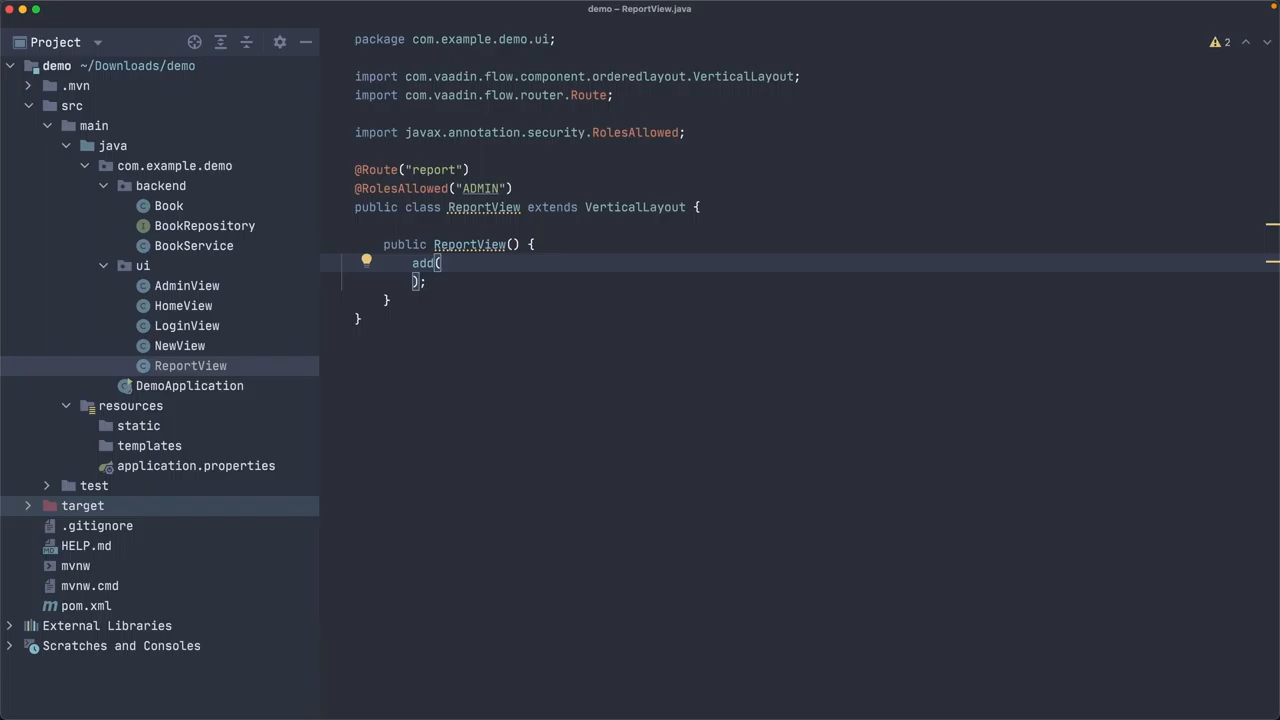 demo – ReportView.java
Project
demo ~/Downloads/demo
.mvn
src
main
java
com.example.demo
backend
Book
BookRepository
BookService
ui
AdminView
HomeView
LoginView
NewView
ReportView
DemoApplication
resources
static
templates
application.properties
test
target
.gitignore
HELP.md
mvnw
mvnw.cmd
pom.xml
External Libraries
Scratches and Consoles
package com.example.demo.ui;
import com.vaadin.flow.component.orderedlayout.VerticalLayout;
import com.vaadin.flow.router.Route;
import javax.annotation.security.RolesAllowed;
@Route("report")
@RolesAllowed("ADMIN")
public class ReportView extends VerticalLayout {
public ReportView() {
add(
);
}
}
2